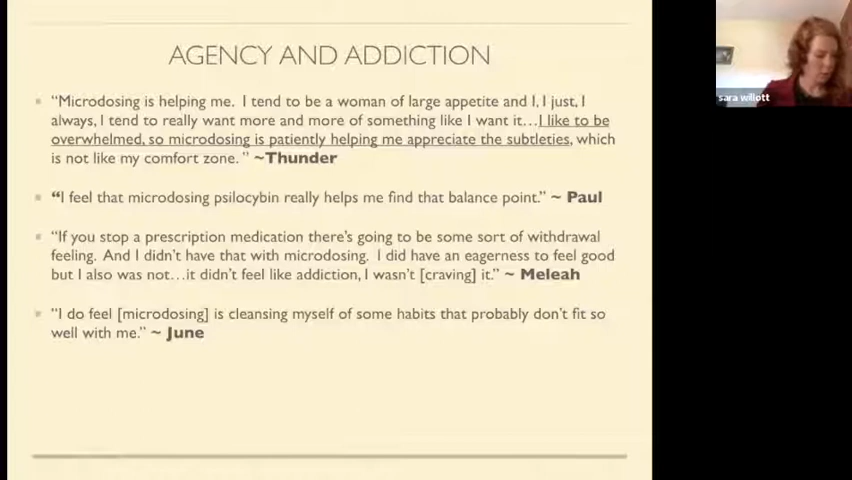 AGENCY AND ADDICTION
“Microdosing is helping me. I tend to be a woman of large appetite and I, I just, I
always, I tend to really want more and more of something like I want it…I like to be
overwhelmed, so microdosing is patiently helping me appreciate the subtleties, which
is not like my comfort zone.” ~Thunder
“I feel that microdosing psilocybin really helps me find that balance point.” ~ Paul
“If you stop a prescription medication there’s going to be some sort of withdrawal
feeling. And I didn’t have that with microdosing. I did have an eagerness to feel good
but I also was not…it didn’t feel like addiction, I wasn’t [craving] it.” ~ Meleah
“I do feel [microdosing] is cleansing myself of some habits that probably don’t fit so
well with me.” ~ June
sara willott